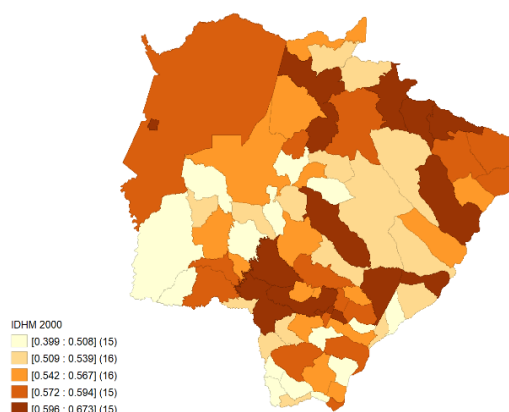 IDHM 2000
[0.399 : 0.508] (15)
[0.509 : 0.539] (16)
[0.542 : 0.567] (16)
[0.572 : 0.594] (15)
[0.596 : 0.673] (15)